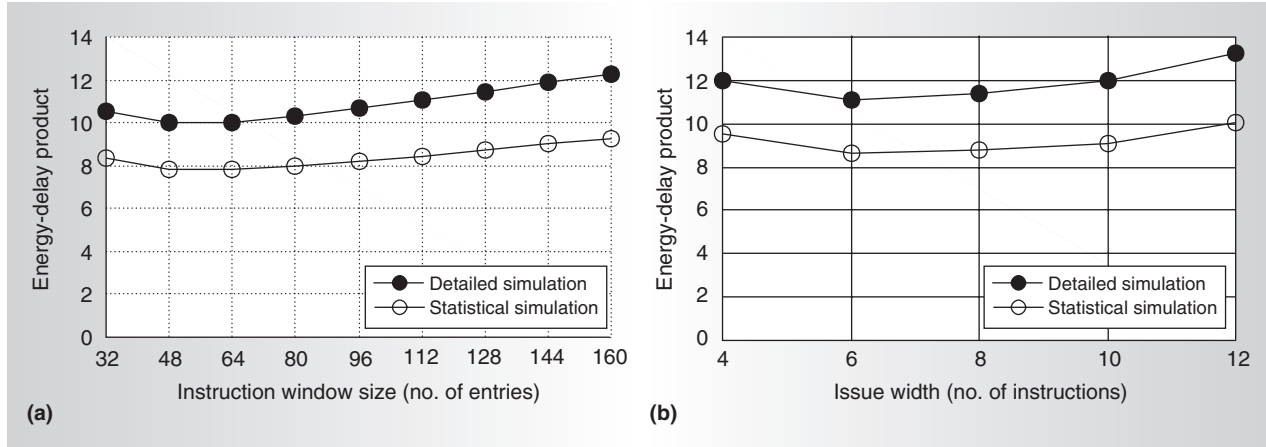 14
12
10
8
6
4
2
0
Energy-delay product
Detailed simulation
Statistical simulation
32 48 64 80 96 112 128 144 160
Instruction window size (no. of entries)
(a)
14
12
10
8
6
4
2
0
Energy-delay product
Detailed simulation
Statistical simulation
4 6 8 10 12
Issue width (no. of instructions)
(b)